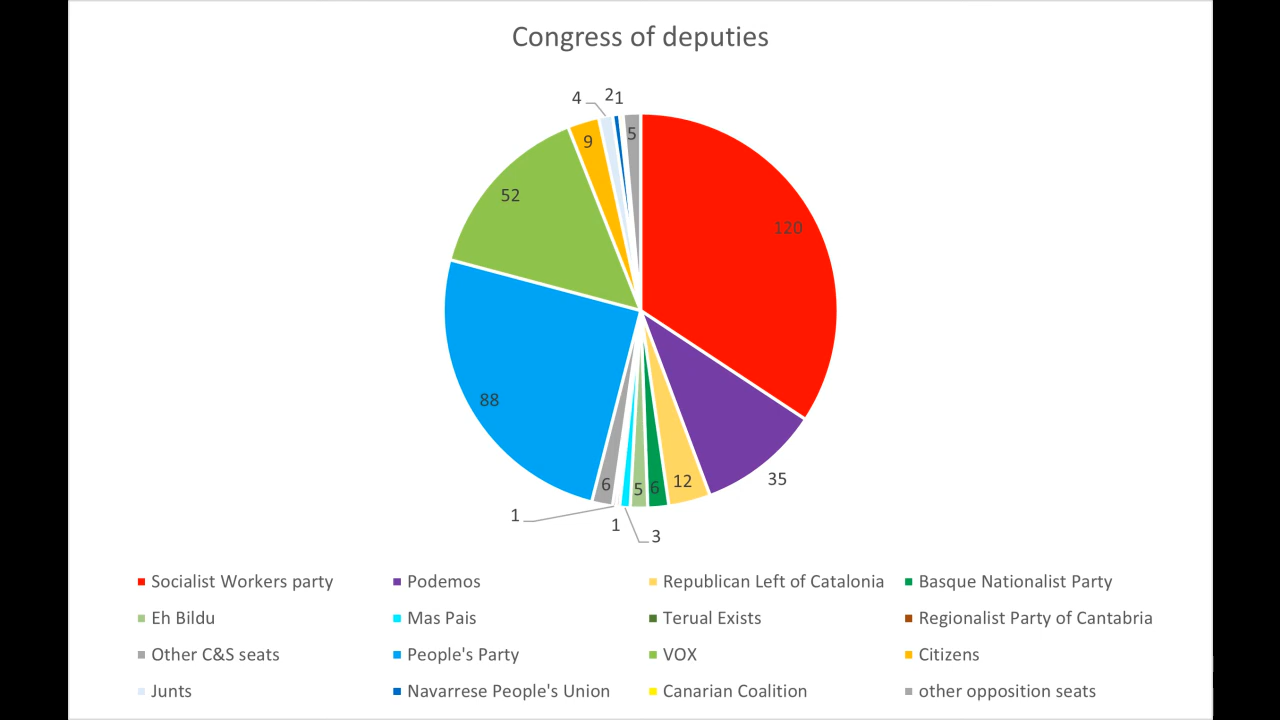 Congress of deputies
4
2
1
5
9
52
120
88
35
12
6
5
6
1
1
3
Socialist Workers party
Podemos
Republican Left of Catalonia
Basque Nationalist Party
Eh Bildu
Mas Pais
Terual Exists
Regionalist Party of Cantabria
Other C&S seats
People's Party
VOX
Citizens
Junts
Navarrese People's Union
Canarian Coalition
other opposition seats